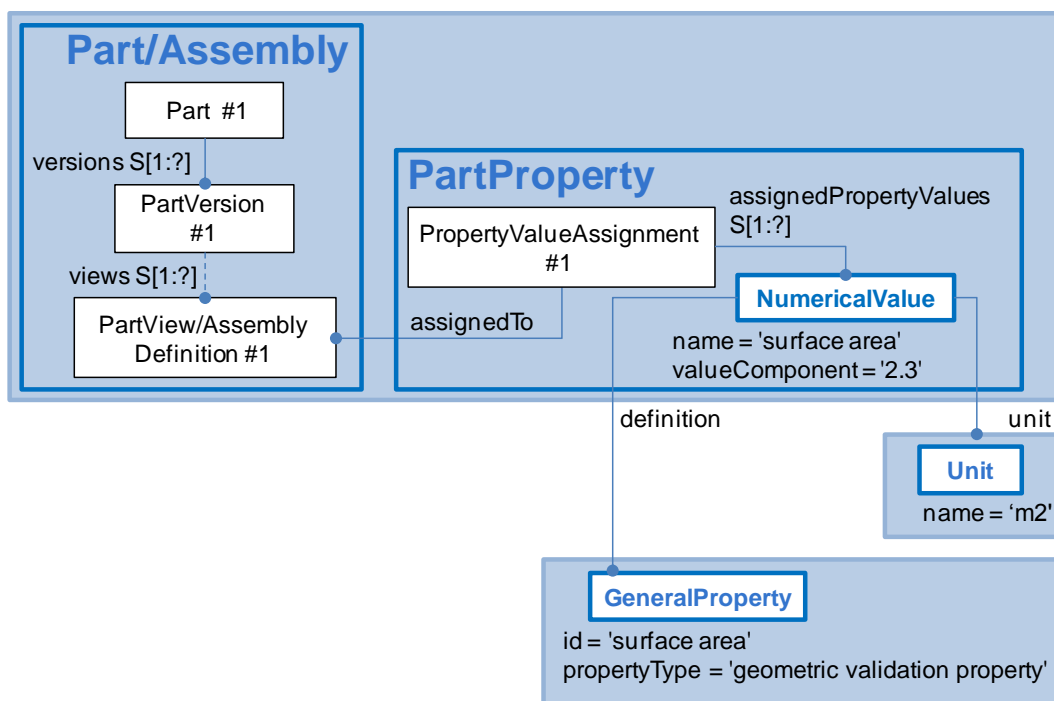 Part/Assembly
Part #1
versions S[1:?]
PartVersion
#1
views S[1:?]
PartView/Assembly
Definition #1
PartProperty
PropertyValueAssignment
#1
assignedPropertyValues
S[1:?]
assignedTo
NumericalValue
name = 'surface area'
valueComponent = '2.3'
definition
unit
Unit
name = ‘m2'
GeneralProperty
id = 'surface area'
propertyType = 'geometric validation property'